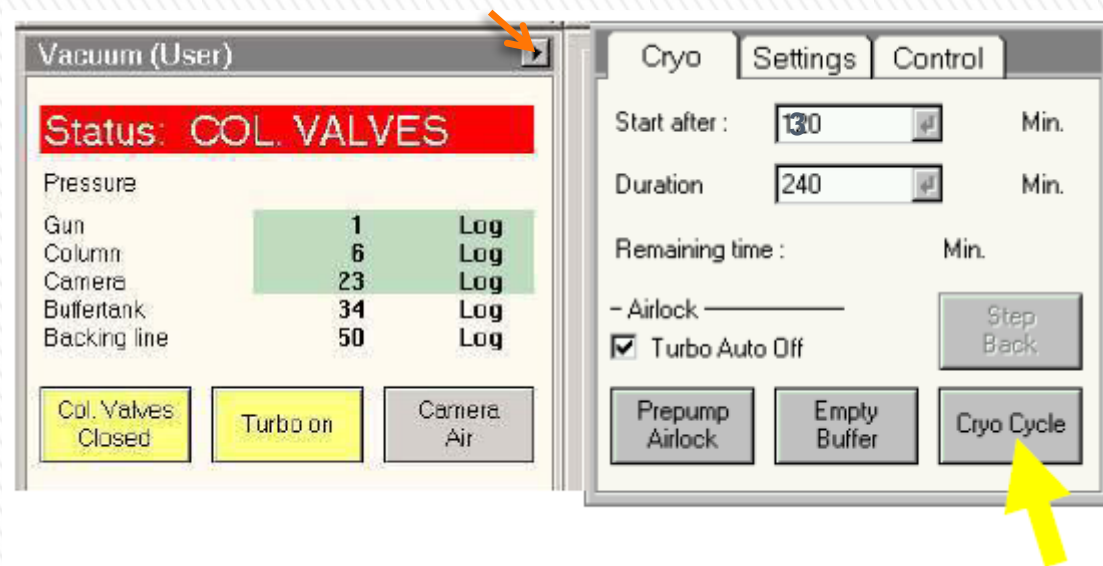 Vacuum (User)
Status: COL. VALVES
Pressure
Gun 1 Log
Column 6 Log
Camera 23 Log
Buffertank 34 Log
Backing line 50 Log
Col. Valves
Closed
Turbo on
Camera
Air
Cryo Settings Control
Start after : Min.
Duration 240 Min.
Remaining time : Min.
Airlock
Turbo Auto Off
Step
Back
Prepump
Airlock
Empty
Buffer
Cryo Cycle